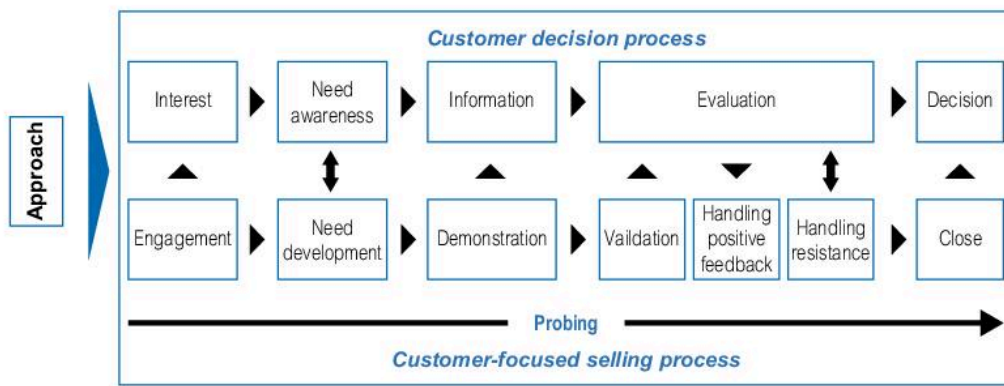 Customer decision process
Approach
Interest
Need
awareness
Information
Evaluation
Decision
Engagement
Need
development
Demonstration
Vaildation
Handling
positive
feedback
Handling
resistance
Close
Probing
Customer-focused selling process